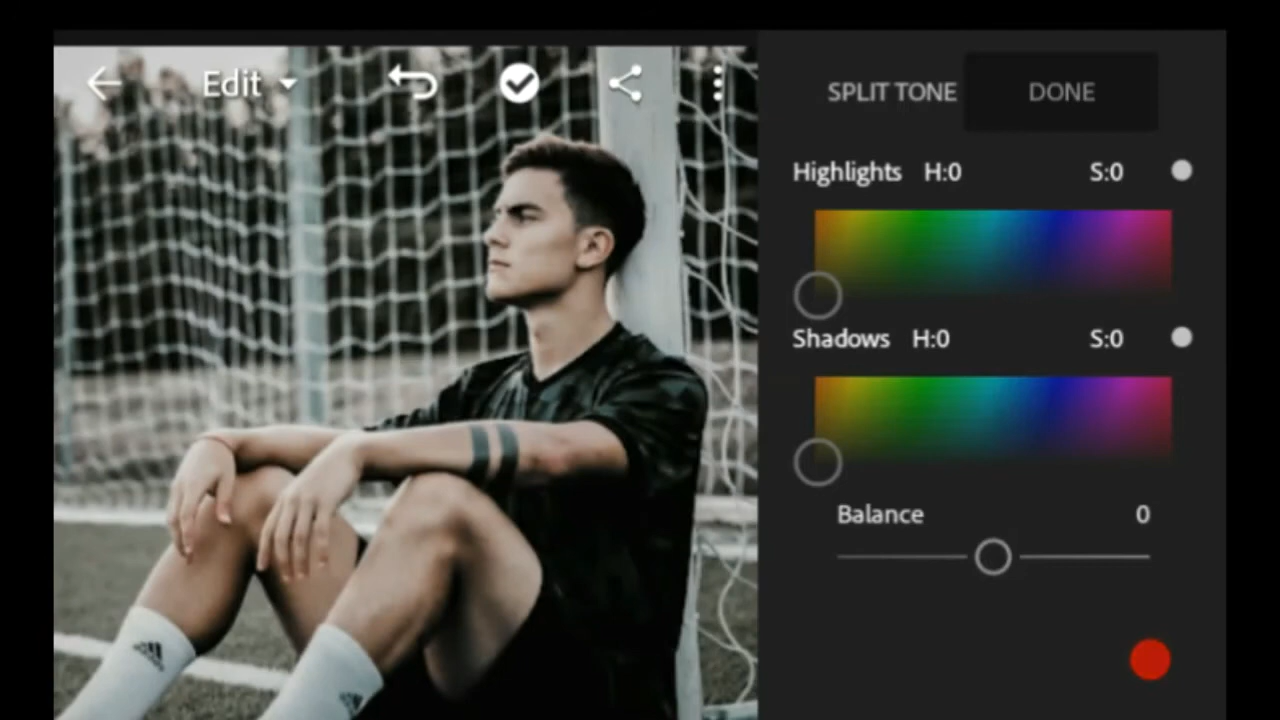 Edit
SPLIT TONE
DONE
Highlights H:0 S:0
Shadows H:0 S:0
Balance 0